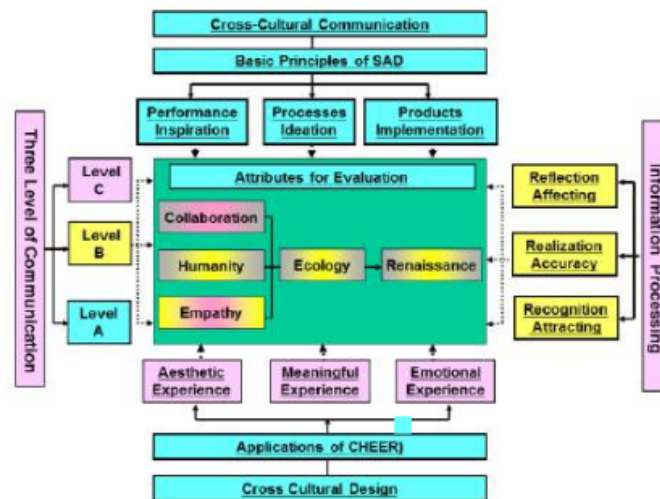 Cross-Cultural Communication
Basic Principles of SAD
Performance
Inspiration
Processes
Ideation
Products
Implementation
Three Level of Communication
Level
C
Level
B
Level
A
Attributes for Evaluation
Collaboration
Humanity
Empathy
Ecology
Renaissance
Reflection
Affecting
Realization
Accuracy
Recognition
Attracting
Information Processing
Aesthetic
Experience
Meaningful
Experience
Emotional
Experience
Applications of CHEER)
Cross Cultural Design